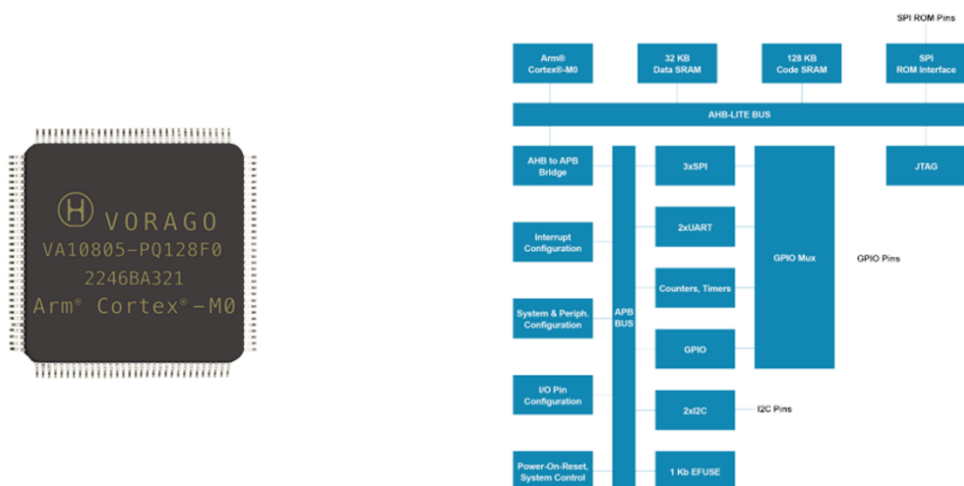 VORAGO
VA10805-PQ128F0
2246BA321
Arm® Cortex®-M0
SPI ROM Pins
Arm®
Cortex®-M0
32 KB
Data SRAM
128 KB
Code SRAM
SPI
ROM Interface
AHB-LITE BUS
AHB to APB
Bridge
3xSPI
JTAG
Interrupt
Configuration
2xUART
GPIO Mux
GPIO Pins
System & Periph.
Configuration
APB
BUS
Counters, Timers
GPIO
I/O Pin
Configuration
2xI2C
I2C Pins
Power-On-Reset,
System Control
1 Kb EFUSE